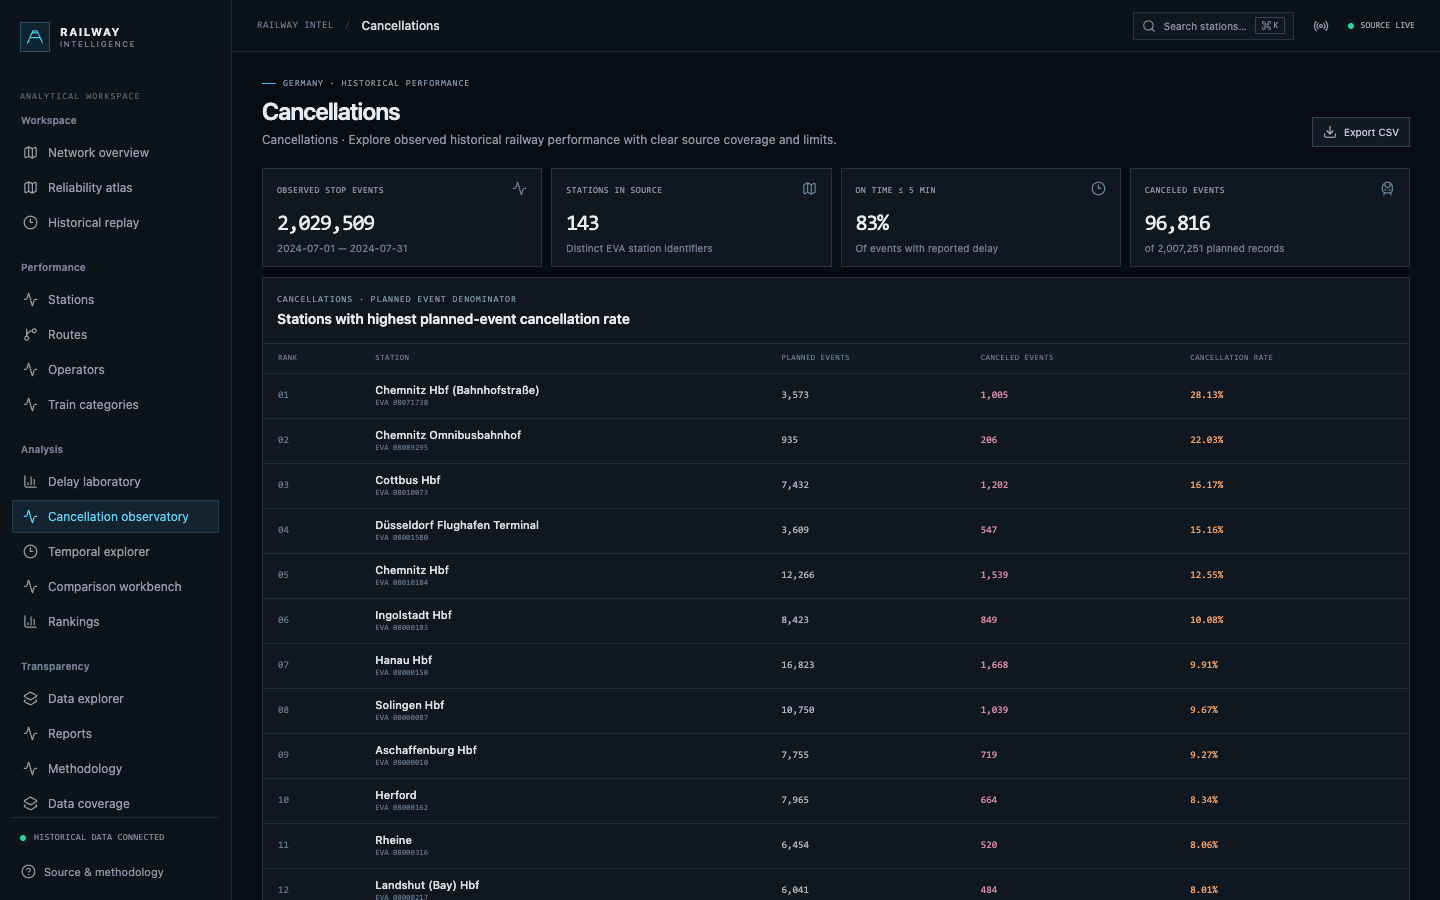 RAILWAY
INTELLIGENCE
ANALYTICAL WORKSPACE
Workspace
Network overview
Reliability atlas
Historical replay
Performance
Stations
Routes
Operators
Train categories
Analysis
Delay laboratory
Cancellation observatory
Temporal explorer
Comparison workbench
Rankings
Transparency
Data explorer
Reports
Methodology
Data coverage
HISTORICAL DATA CONNECTED
Source & methodology
RAILWAY INTEL / Cancellations
Search stations... ⌘K
SOURCE LIVE
GERMANY · HISTORICAL PERFORMANCE
Cancellations
Cancellations · Explore observed historical railway performance with clear source coverage and limits.
Export CSV
OBSERVED STOP EVENTS
2,029,509
2024-07-01 — 2024-07-31
STATIONS IN SOURCE
143
Distinct EVA station identifiers
ON TIME ≤ 5 MIN
83%
Of events with reported delay
CANCELED EVENTS
96,816
of 2,007,251 planned records
CANCELLATIONS · PLANNED EVENT DENOMINATOR
Stations with highest planned-event cancellation rate
RANK STATION PLANNED EVENTS CANCELED EVENTS CANCELLATION RATE
01 Chemnitz Hbf (Bahnhofstraße) 3,573 1,005 28.13%
EVA 08071738
02 Chemnitz Omnibusbahnhof 935 206 22.03%
EVA 08089295
03 Cottbus Hbf 7,432 1,202 16.17%
EVA 08010073
04 Düsseldorf Flughafen Terminal 3,609 547 15.16%
EVA 08001580
05 Chemnitz Hbf 12,266 1,539 12.55%
EVA 08010184
06 Ingolstadt Hbf 8,423 849 10.08%
EVA 08000183
07 Hanau Hbf 16,823 1,668 9.91%
EVA 08000150
08 Solingen Hbf 10,750 1,039 9.67%
EVA 08000087
09 Aschaffenburg Hbf 7,755 719 9.27%
EVA 08000010
10 Herford 7,965 664 8.34%
EVA 08000162
11 Rheine 6,454 520 8.06%
EVA 08000316
12 Landshut (Bay) Hbf 6,041 484 8.01%
EVA 08000217